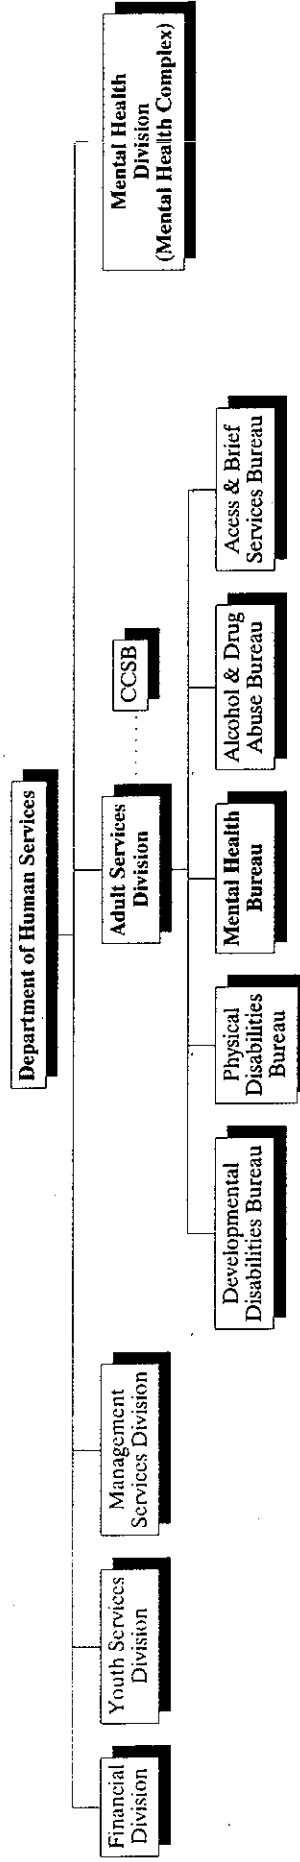 Department of Human Services
Financial
Division
Youth Services
Division
Management
Services Division
Adult Services
Division
CCSB
Mental Health
Division
(Mental Health Complex)
Developmental
Disabilities Bureau
Physical
Disabilities
Bureau
Mental Health
Bureau
Alcohol & Drug
Abuse Bureau
Acess & Brief
Services Bureau